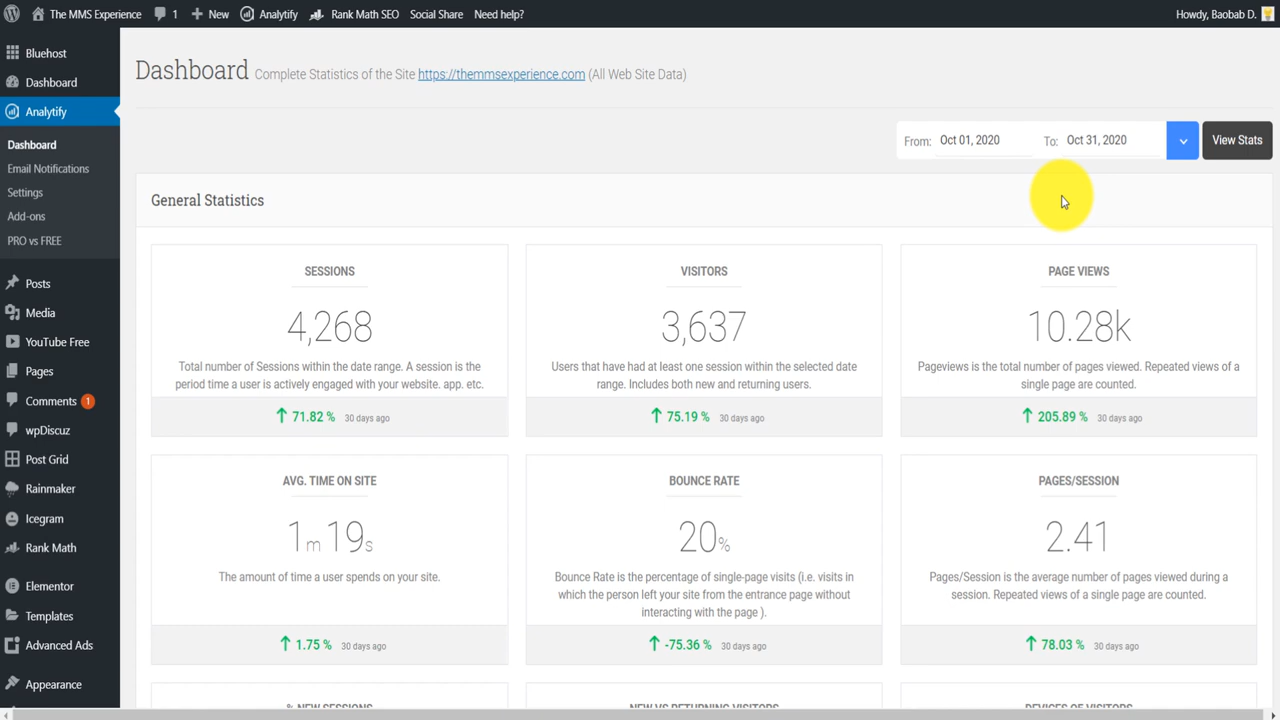 The MMS Experience 1 New Analytify Rank Math SEO Social Share Need help? Howdy, Baobab D.
Bluehost
Dashboard
Analytify
Dashboard
Email Notifications
Settings
Add-ons
PRO vs FREE
Posts
Media
YouTube Free
Pages
Comments 1
wpDiscuz
Post Grid
Rainmaker
Icegram
Rank Math
Elementor
Templates
Advanced Ads
Appearance
Dashboard Complete Statistics of the Site https://themmsexperience.com (All Web Site Data)
From: Oct 01, 2020 To: Oct 31, 2020 View Stats
General Statistics
SESSIONS
4,268
Total number of Sessions within the date range. A session is the
period time a user is actively engaged with your website. app. etc.
71.82 % 30 days ago
VISITORS
3,637
Users that have had at least one session within the selected date
range. Includes both new and returning users.
75.19 % 30 days ago
PAGE VIEWS
10.28k
Pageviews is the total number of pages viewed. Repeated views of a
single page are counted.
205.89 % 30 days ago
AVG. TIME ON SITE
1m 19s
The amount of time a user spends on your site.
1.75 % 30 days ago
BOUNCE RATE
20%
Bounce Rate is the percentage of single-page visits (i.e. visits in
which the person left your site from the entrance page without
interacting with the page ).
-75.36 % 30 days ago
PAGES/SESSION
2.41
Pages/Session is the average number of pages viewed during a
session. Repeated views of a single page are counted.
78.03 % 30 days ago
% NEW SESSIONS
NEW VS RETURNING VISITORS
DEVICES OF VISITORS